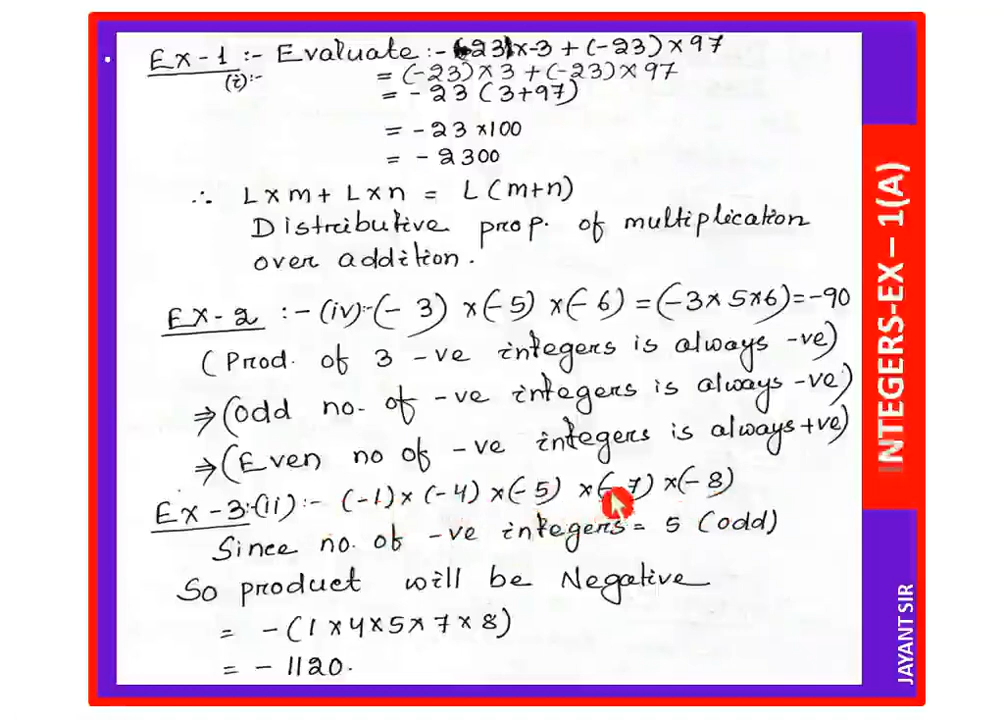 Ex-1 :- Evaluate :- (-23)×-3 + (-23) × 97
(i):- = (-23)×3 + (-23) × 97
= -23 (3+97)
= -23 ×100
= -2300
∴ L×m + L×n = L(m+n)
Distributive prop. of multiplication
over addition.
Ex-2 :- (iv):- (-3) ×(-5) ×(-6) = (-3×5×6)=-90
(Prod. of 3 -ve integers is always -ve)
⇒(odd no. of -ve integers is always -ve)
⇒(Even no of -ve integers is always +ve)
Ex-3:(ii):- (-1)× (-4) ×(-5) ×(-7) ×(-8)
Since no. of -ve integers = 5 (odd)
So product will be Negative
= -(1×4×5×7×8)
= -1120.
INTEGERS-EX – 1(A)
JAYANT SIR